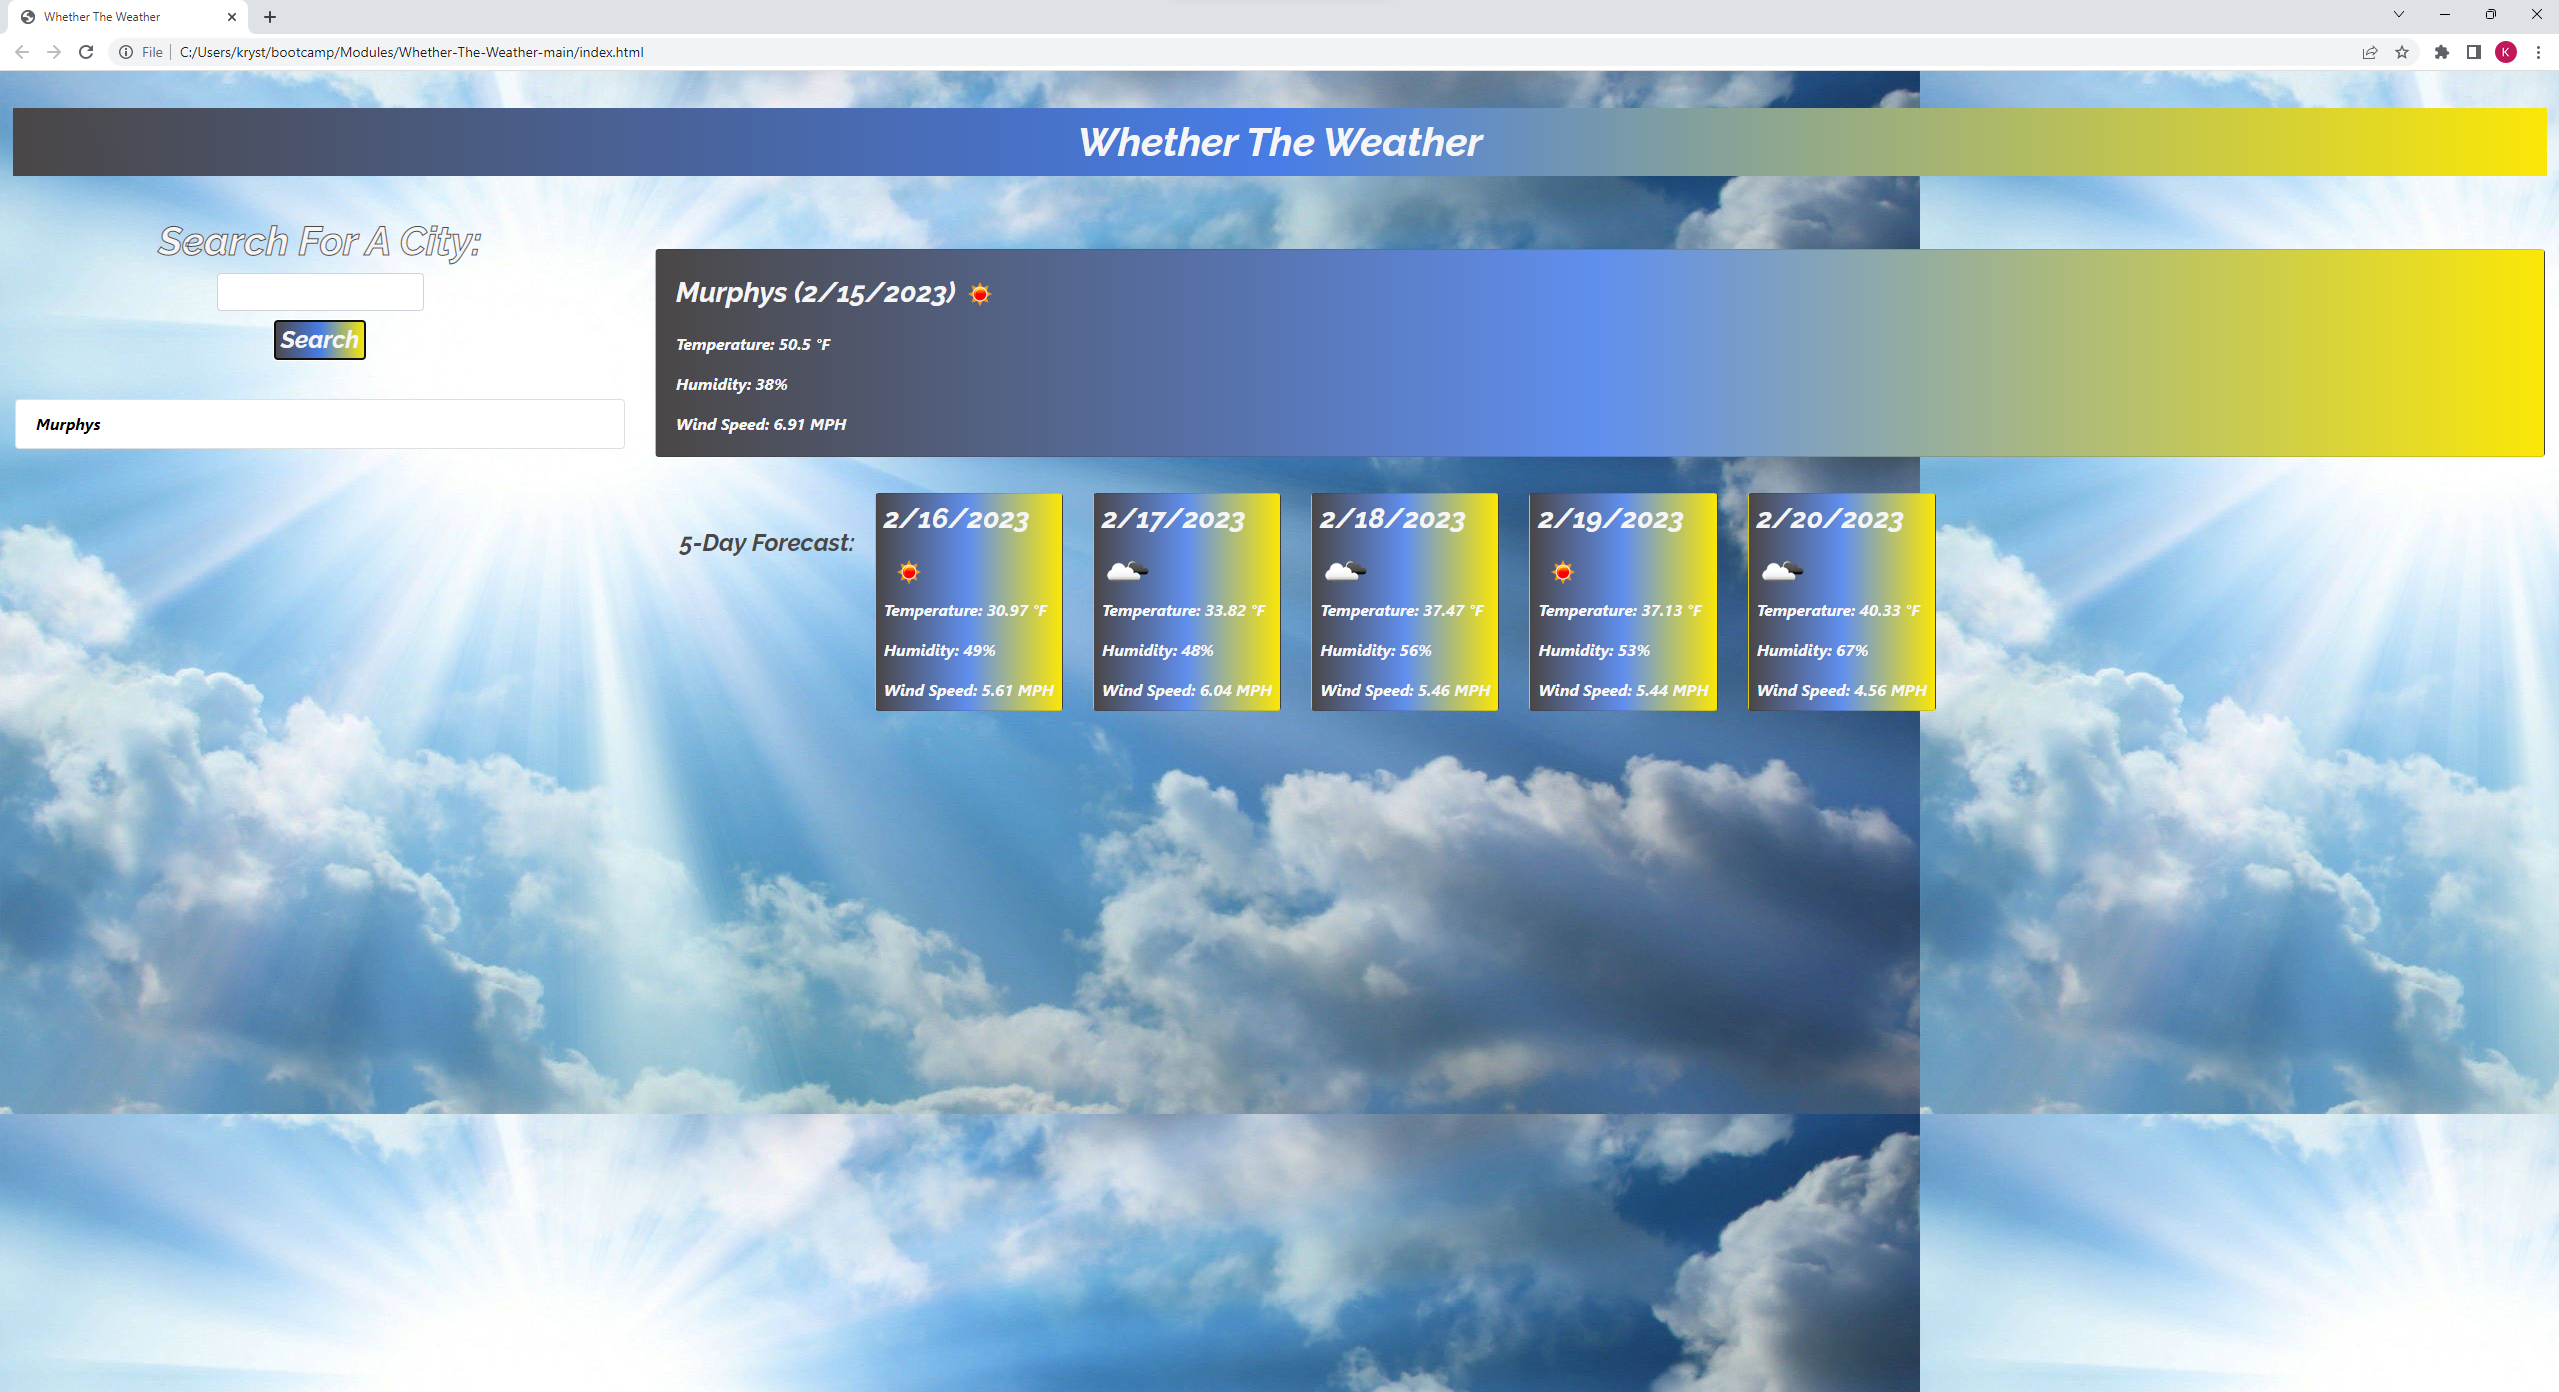 Whether The Weather
File
C:/Users/kryst/bootcamp/Modules/Whether-The-Weather-main/index.html
K
Whether The Weather
Search For A City:
Search
Murphys
Murphys (2/15/2023)
Temperature: 50.5 °F
Humidity: 38%
Wind Speed: 6.91 MPH
5-Day Forecast:
2/16/2023
Temperature: 30.97 °F
Humidity: 49%
Wind Speed: 5.61 MPH
2/17/2023
Temperature: 33.82 °F
Humidity: 48%
Wind Speed: 6.04 MPH
2/18/2023
Temperature: 37.47 °F
Humidity: 56%
Wind Speed: 5.46 MPH
2/19/2023
Temperature: 37.13 °F
Humidity: 53%
Wind Speed: 5.44 MPH
2/20/2023
Temperature: 40.33 °F
Humidity: 67%
Wind Speed: 4.56 MPH